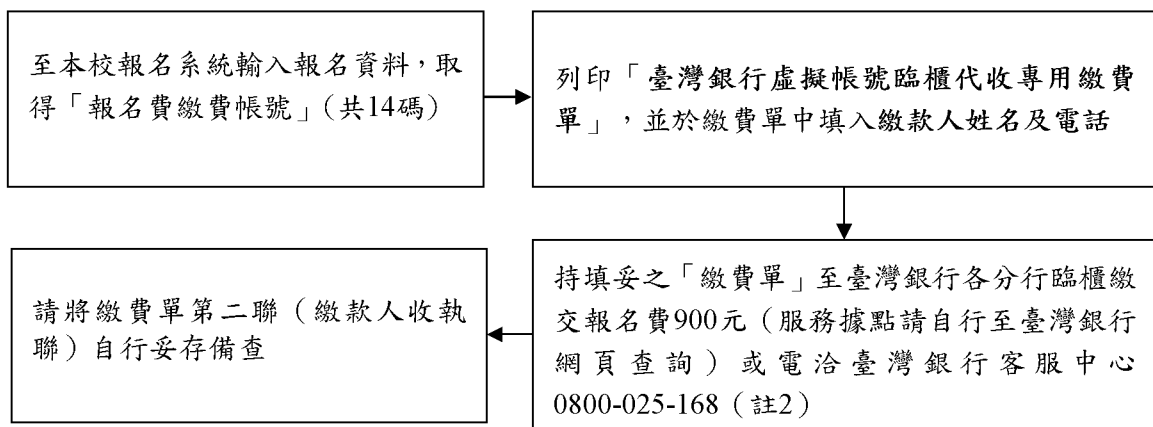 至本校報名系統輸入報名資料，取
得「報名費繳費帳號」（共14碼）
列印「臺灣銀行虛擬帳號臨櫃代收專用繳費
單」，並於繳費單中填入繳款人姓名及電話
持填妥之「繳費單」至臺灣銀行各分行臨櫃繳
交報名費900元（服務據點請自行至臺灣銀行
網頁查詢）或電洽臺灣銀行客服中心
0800-025-168（註2）
請將繳費單第二聯（繳款人收執
聯）自行妥存備查